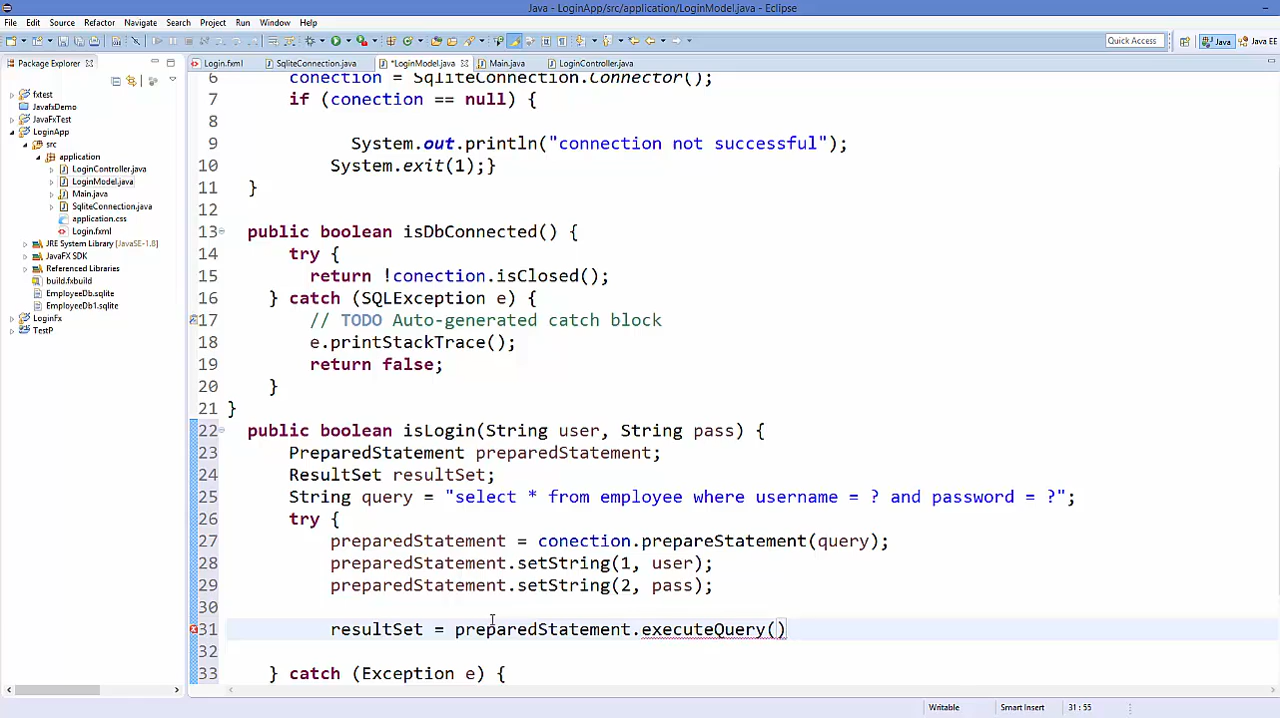 Java - LoginApp/src/application/LoginModel.java - Eclipse
File Edit Source Refactor Navigate Search Project Run Window Help
Quick Access Java Java EE
Package Explorer Login.fxml SqliteConnection.java *LoginModel.java Main.java LoginController.java
fxtest
JavafxDemo
JavaFxTest
LoginApp
src
application
LoginController.java
LoginModel.java
Main.java
SqliteConnection.java
application.css
Login.fxml
JRE System Library [JavaSE-1.8]
JavaFX SDK
Referenced Libraries
build.fxbuild
EmployeeDb.sqlite
EmployeeDb1.sqlite
LoginFx
TestP
6 conection = SqliteConnection.Connector();
7 if (conection == null) {
8
9 System.out.println("connection not successful");
10 System.exit(1);}
11 }
12
13 public boolean isDbConnected() {
14 try {
15 return !conection.isClosed();
16 } catch (SQLException e) {
17 // TODO Auto-generated catch block
18 e.printStackTrace();
19 return false;
20 }
21 }
22 public boolean isLogin(String user, String pass) {
23 PreparedStatement preparedStatement;
24 ResultSet resultSet;
25 String query = "select * from employee where username = ? and password = ?";
26 try {
27 preparedStatement = conection.prepareStatement(query);
28 preparedStatement.setString(1, user);
29 preparedStatement.setString(2, pass);
30
31 resultSet = preparedStatement.executeQuery()
32
33 } catch (Exception e) {
Writable Smart Insert 31 : 55